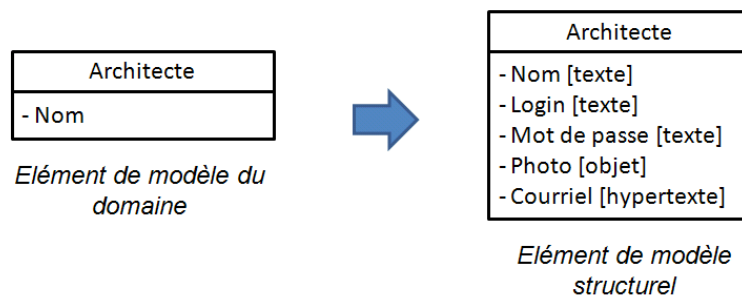 Architecte
- Nom
Elément de modèle du
domaine
Architecte
- Nom [texte]
- Login [texte]
- Mot de passe [texte]
- Photo [objet]
- Courriel [hypertexte]
Elément de modèle
structurel